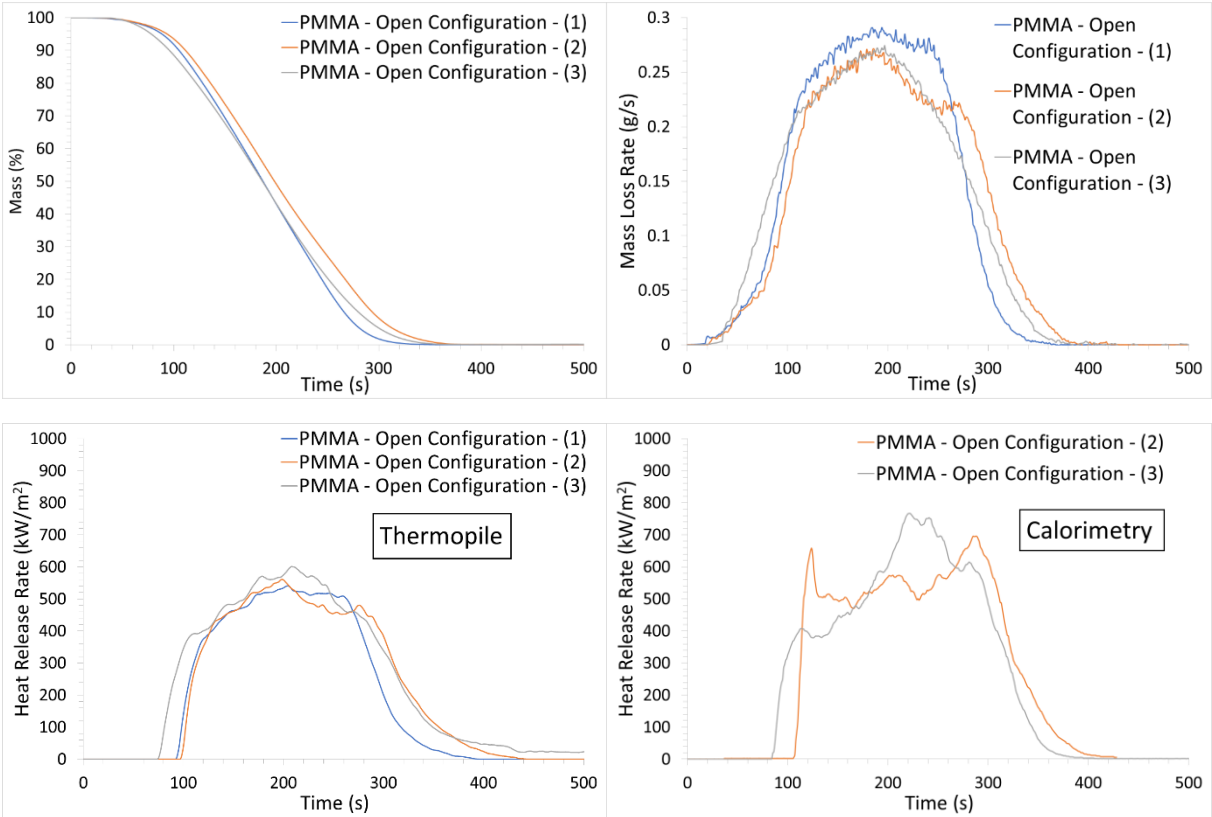 PMMA - Open Configuration - (1)
PMMA - Open Configuration - (2)
PMMA - Open Configuration - (3)
100
90
80
70
60
50
40
30
20
10
0
Mass (%)
0 100 200 300 400 500
Time (s)
PMMA - Open
Configuration - (1)
PMMA - Open
Configuration - (2)
PMMA - Open
Configuration - (3)
0.3
0.25
0.2
0.15
0.1
0.05
0
Mass Loss Rate (g/s)
0 100 200 300 400 500
Time (s)
PMMA - Open Configuration - (1)
PMMA - Open Configuration - (2)
PMMA - Open Configuration - (3)
Thermopile
1000
900
800
700
600
500
400
300
200
100
0
Heat Release Rate (kW/m²)
0 100 200 300 400 500
Time (s)
PMMA - Open Configuration - (2)
PMMA - Open Configuration - (3)
Calorimetry
1000
900
800
700
600
500
400
300
200
100
0
Heat Release Rate (kW/m²)
0 100 200 300 400 500
Time (s)